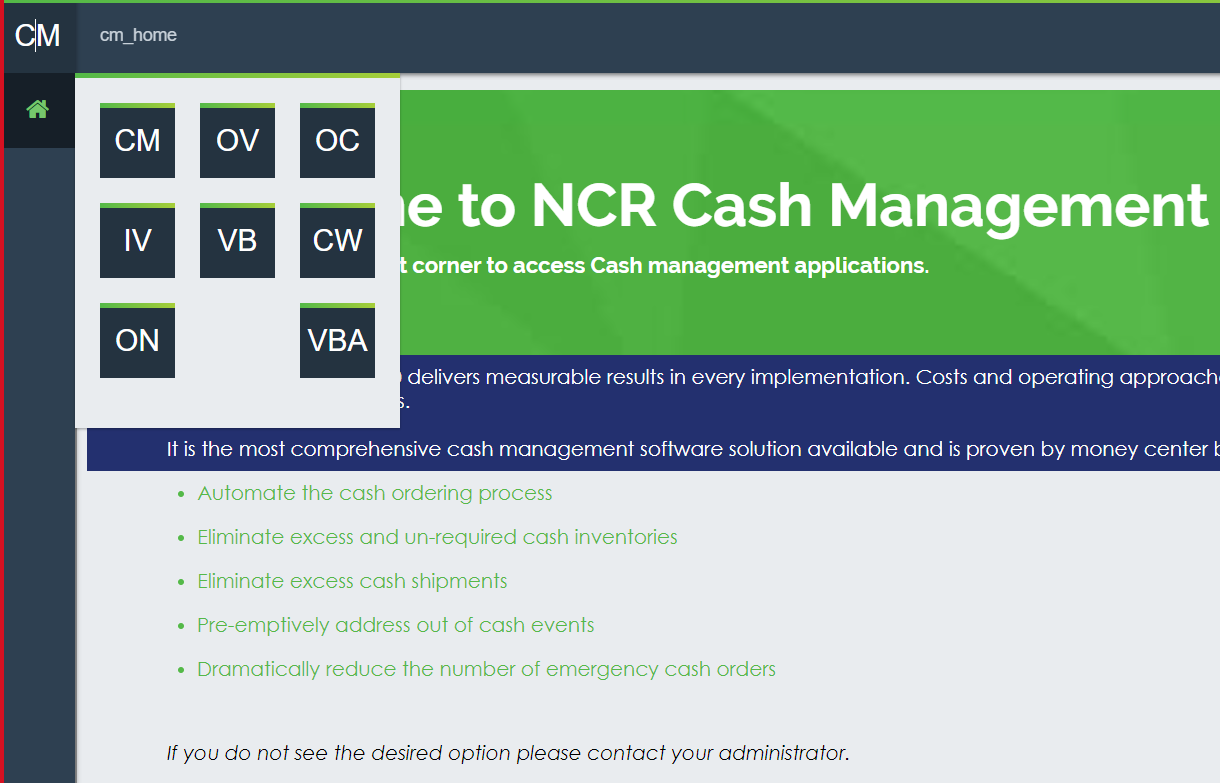 CM
cm_home
CM OV OC
IV VB CW
ON VBA
to NCR Cash Management
corner to access Cash management applications.
delivers measurable results in every implementation. Costs and operating
It is the most comprehensive cash management software solution available and is proven by money center
• Automate the cash ordering process
• Eliminate excess and un-required cash inventories
• Eliminate excess cash shipments
• Pre-emptively address out of cash events
• Dramatically reduce the number of emergency cash orders
If you do not see the desired option please contact your administrator.